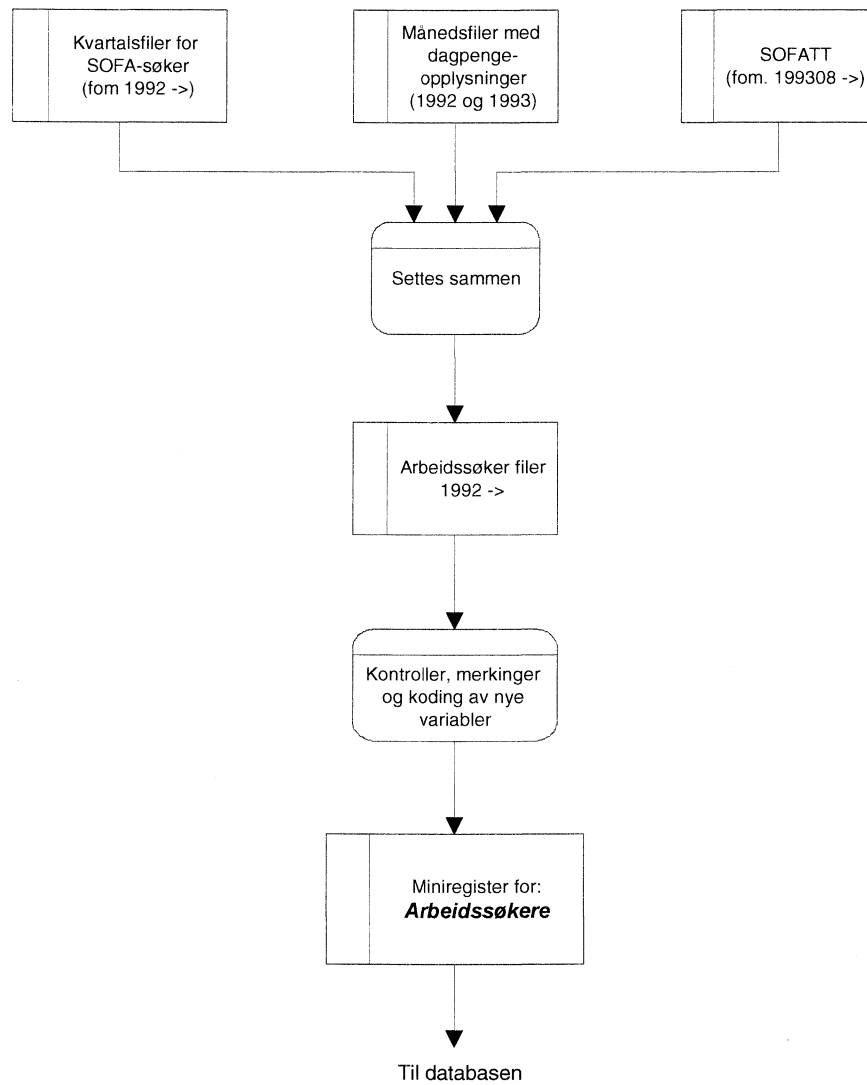 Kvartalsfiler for
SOFA-søker
(fom 1992 ->)
Månedsfiler med
dagpenge-
opplysninger
(1992 og 1993)
SOFATT
(fom. 199308 ->)
Settes sammen
Arbeidssøker filer
1992 ->
Kontroller, merkinger
og koding av nye
variabler
Miniregister for:
Arbeidssøkere
Til databasen